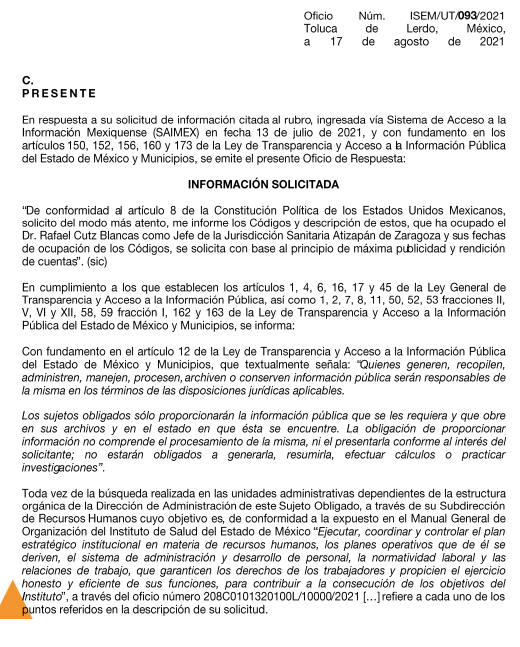 Oficio Núm. ISEM/UT/093/2021
Toluca de Lerdo, México,
a 17 de agosto de 2021
C.
P R E S E N T E
En respuesta a su solicitud de información citada al rubro, ingresada vía Sistema de Acceso a la
Información Mexiquense (SAIMEX) en fecha 13 de julio de 2021, y con fundamento en los
artículos 150, 152, 156, 160 y 173 de la Ley de Transparencia y Acceso a la Información Pública
del Estado de México y Municipios, se emite el presente Oficio de Respuesta:
INFORMACIÓN SOLICITADA
“De conformidad al artículo 8 de la Constitución Política de los Estados Unidos Mexicanos,
solicito del modo más atento, me informe los Códigos y descripción de estos, que ha ocupado el
Dr. Rafael Cutz Blancas como Jefe de la Jurisdicción Sanitaria Atizapán de Zaragoza y sus fechas
de ocupación de los Códigos, se solicita con base al principio de máxima publicidad y rendición
de cuentas”. (sic)
En cumplimiento a los que establecen los artículos 1, 4, 6, 16, 17 y 45 de la Ley General de
Transparencia y Acceso a la Información Pública, así como 1, 2, 7, 8, 11, 50, 52, 53 fracciones II,
V, VI y XII, 58, 59 fracción I, 162 y 163 de la Ley de Transparencia y Acceso a la Información
Pública del Estado de México y Municipios, se informa:
Con fundamento en el artículo 12 de la Ley de Transparencia y Acceso a la Información Pública
del Estado de México y Municipios, que textualmente señala: “Quienes generen, recopilen,
administren, manejen, procesen, archiven o conserven información pública serán responsables de
la misma en los términos de las disposiciones jurídicas aplicables.
Los sujetos obligados sólo proporcionarán la información pública que se les requiera y que obre
en sus archivos y en el estado en que ésta se encuentre. La obligación de proporcionar
información no comprende el procesamiento de la misma, ni el presentarla conforme al interés del
solicitante; no estarán obligados a generarla, resumirla, efectuar cálculos o practicar
investigaciones”.
Toda vez de la búsqueda realizada en las unidades administrativas dependientes de la estructura
orgánica de la Dirección de Administración de este Sujeto Obligado, a través de su Subdirección
de Recursos Humanos cuyo objetivo es, de conformidad a la expuesto en el Manual General de
Organización del Instituto de Salud del Estado de México “Ejecutar, coordinar y controlar el plan
estratégico institucional en materia de recursos humanos, los planes operativos que de él se
deriven, el sistema de administración y desarrollo de personal, la normatividad laboral y las
relaciones de trabajo, que garanticen los derechos de los trabajadores y propicien el ejercicio
honesto y eficiente de sus funciones, para contribuir a la consecución de los objetivos del
Instituto”, a través del oficio número 208C0101320100L/10000/2021 [...] refiere a cada uno de los
puntos referidos en la descripción de su solicitud.